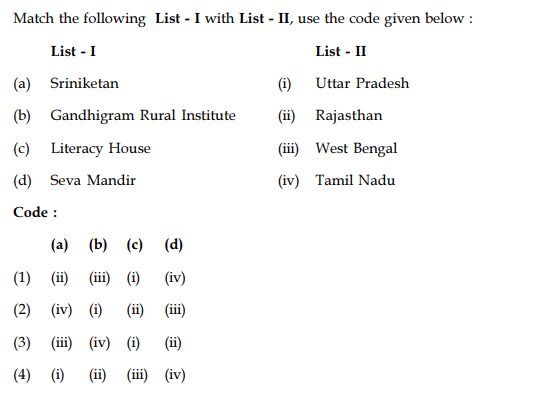 Match the following List - I with List - II, use the code given below :
List - I List - II
(a) Sriniketan (i) Uttar Pradesh
(b) Gandhigram Rural Institute (ii) Rajasthan
(c) Literacy House (iii) West Bengal
(d) Seva Mandir (iv) Tamil Nadu
Code :
(a) (b) (c) (d)
(1) (ii) (iii) (i) (iv)
(2) (iv) (i) (ii) (iii)
(3) (iii) (iv) (i) (ii)
(4) (i) (ii) (iii) (iv)